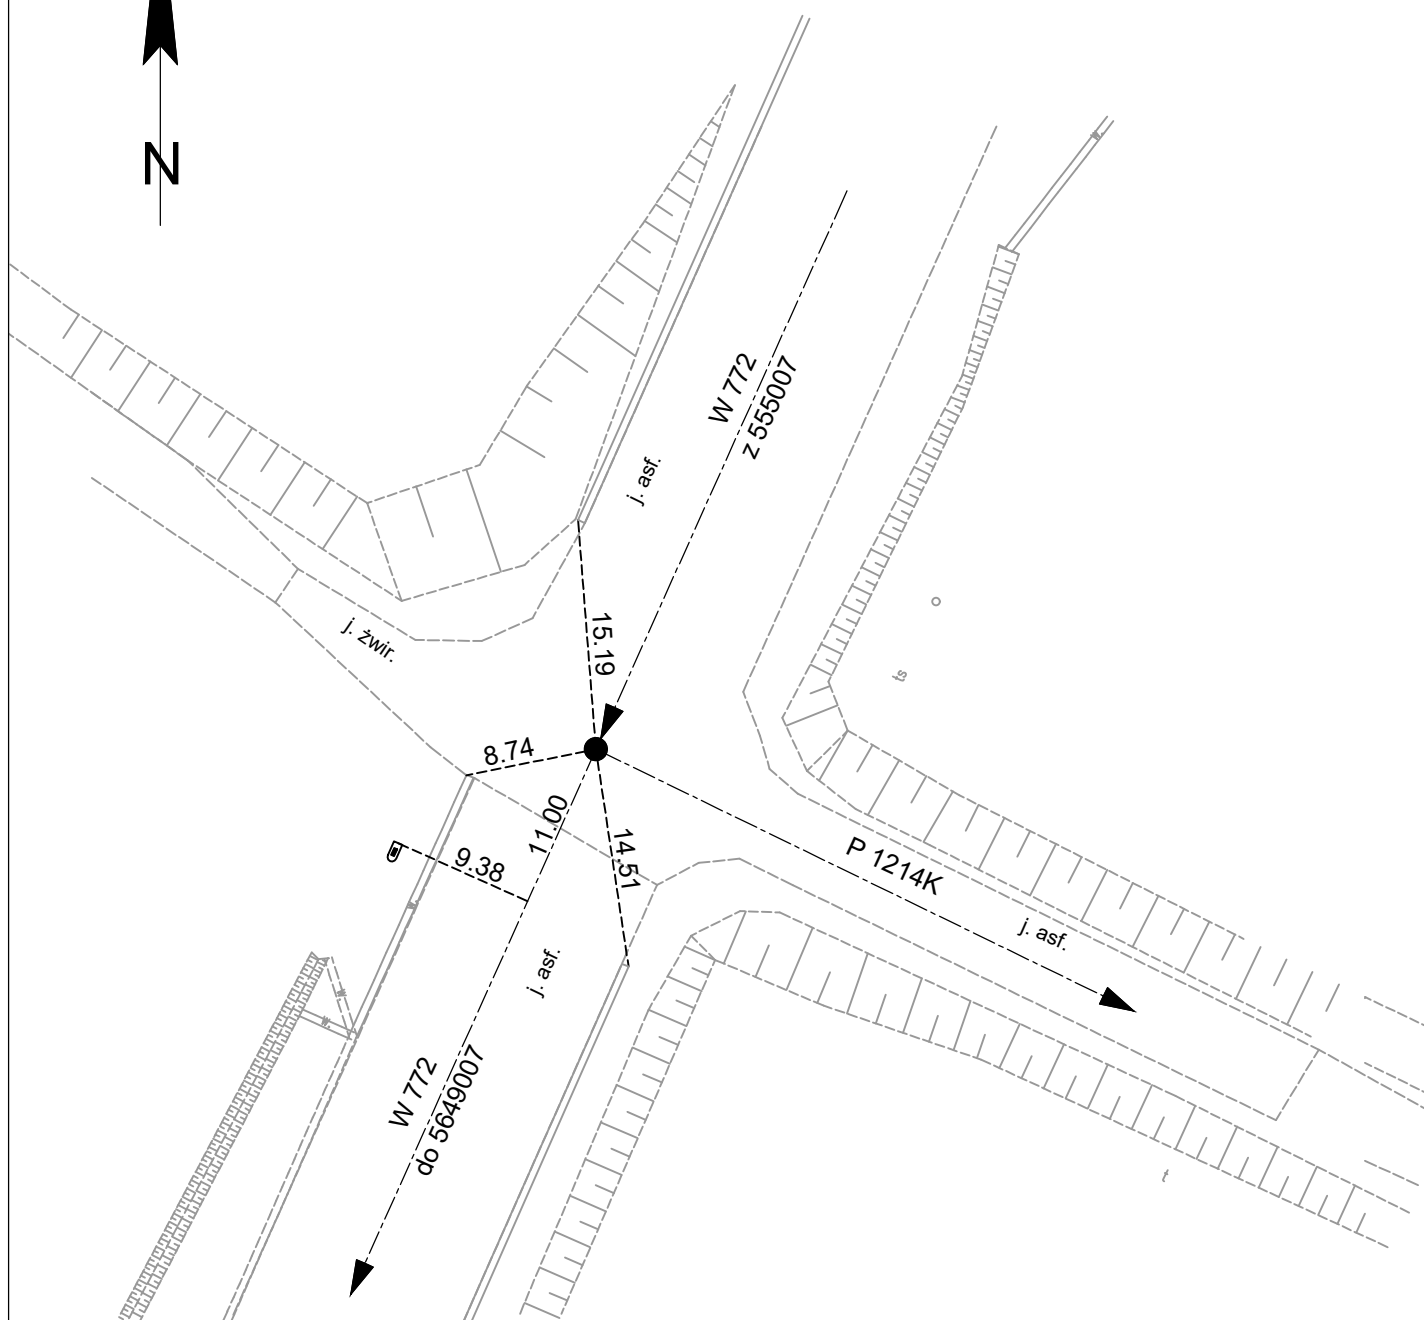 N
w.
W 772
z 555007
j. asf.
15.19
j. żwir.
ts
8.74
11.00
14.51
9.38
P 1214K
j. asf.
w.
j. asf.
w.
w.
W 772
do 5649007
t